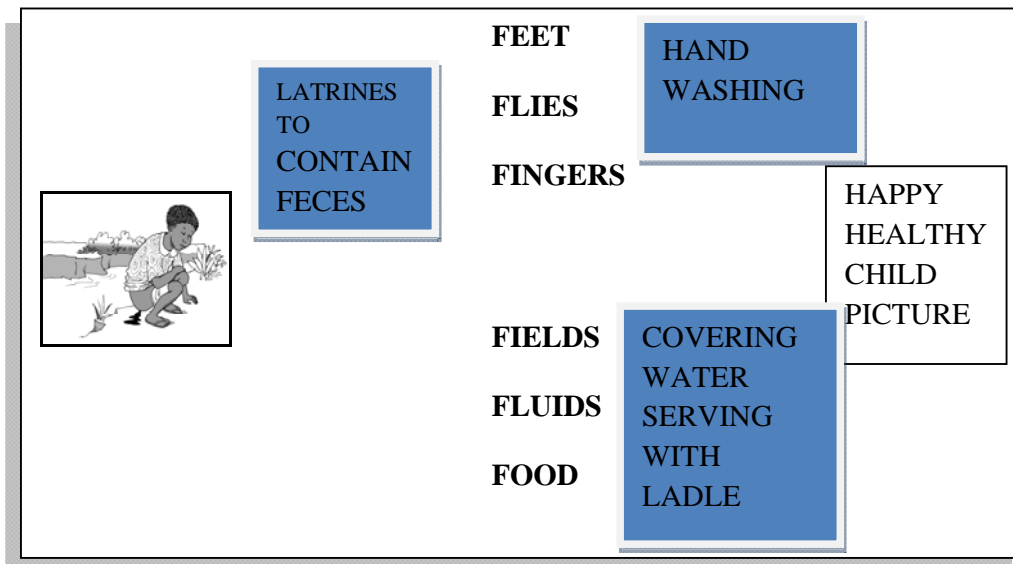 LATRINES
TO
CONTAIN
FECES
FEET
FLIES
FINGERS
FIELDS
FLUIDS
FOOD
HAND
WASHING
COVERING
WATER
SERVING
WITH
LADLE
HAPPY
HEALTHY
CHILD
PICTURE